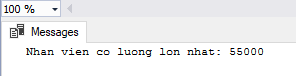 100 %
Messages
Nhan vien co luong lon nhat: 55000